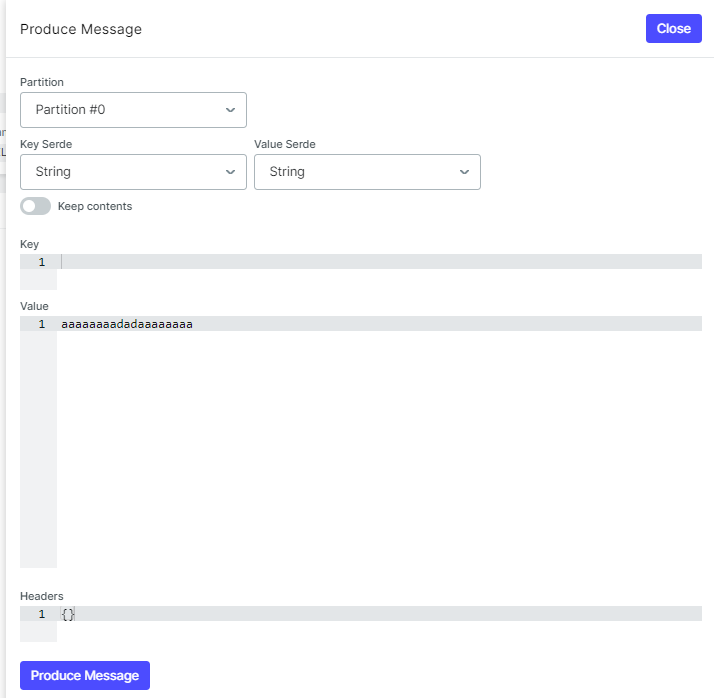 Produce Message
Close
Partition
Partition #0
Key Serde Value Serde
String String
Keep contents
Key
1
Value
1 aaaaaaaadadaaaaaaaa
Headers
1 {}
Produce Message